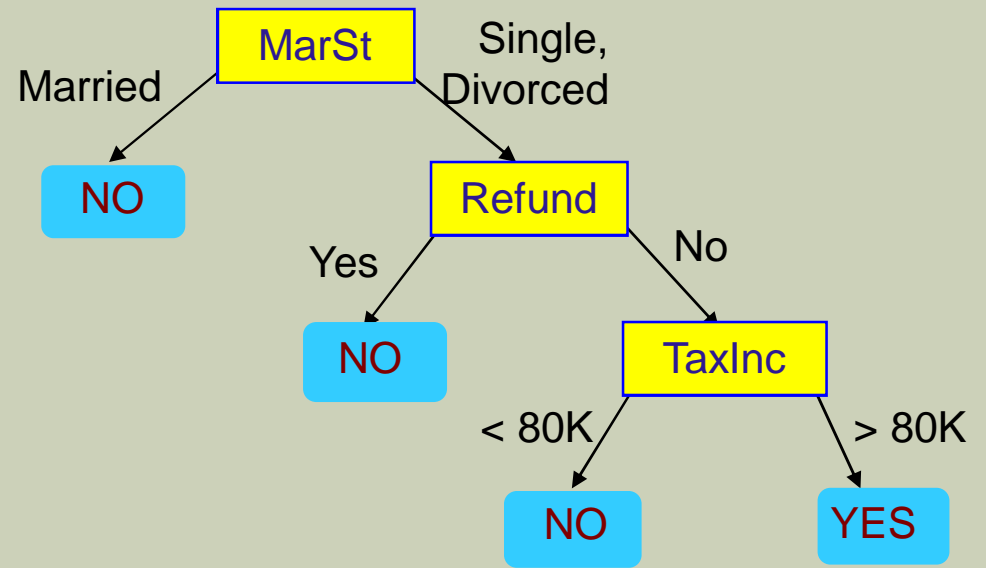 MarSt
Single,
Divorced
Married
NO
Refund
Yes
No
NO
TaxInc
< 80K
> 80K
NO
YES